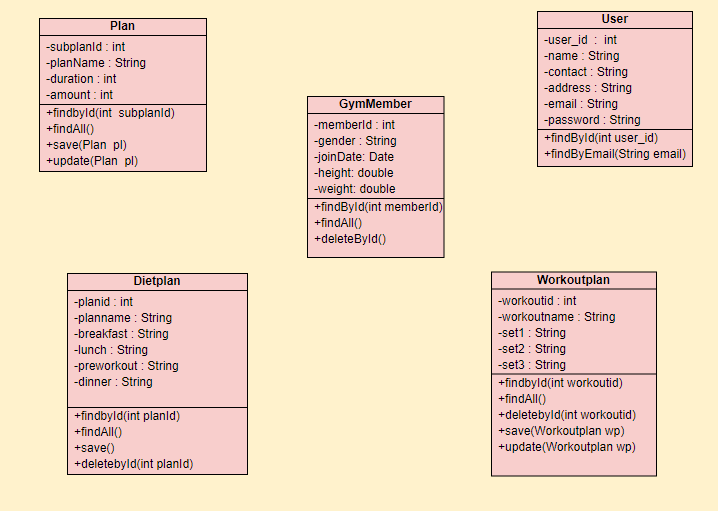 Plan
-subplanId : int
-planName : String
-duration : int
-amount : int
+findbyId(int  subplanId)
+findAll()
+save(Plan  pl)
+update(Plan  pl)
User
-user_id  :  int
-name : String
-contact : String
-address : String
-email : String
-password : String
+findById(int user_id)
+findByEmail(String email)
GymMember
-memberId : int
-gender : String
-joinDate: Date
-height: double
-weight: double
+findById(int memberId)
+findAll()
+deleteById()
Dietplan
-planid : int
-planname : String
-breakfast : String
-lunch : String
-preworkout : String
-dinner : String
+findbyId(int planId)
+findAll()
+save()
+deletebyId(int planId)
Workoutplan
-workoutid : int
-workoutname : String
-set1 : String
-set2 : String
-set3 : String
+findbyId(int workoutid)
+findAll()
+deletebyId(int workoutid)
+save(Workoutplan wp)
+update(Workoutplan wp)